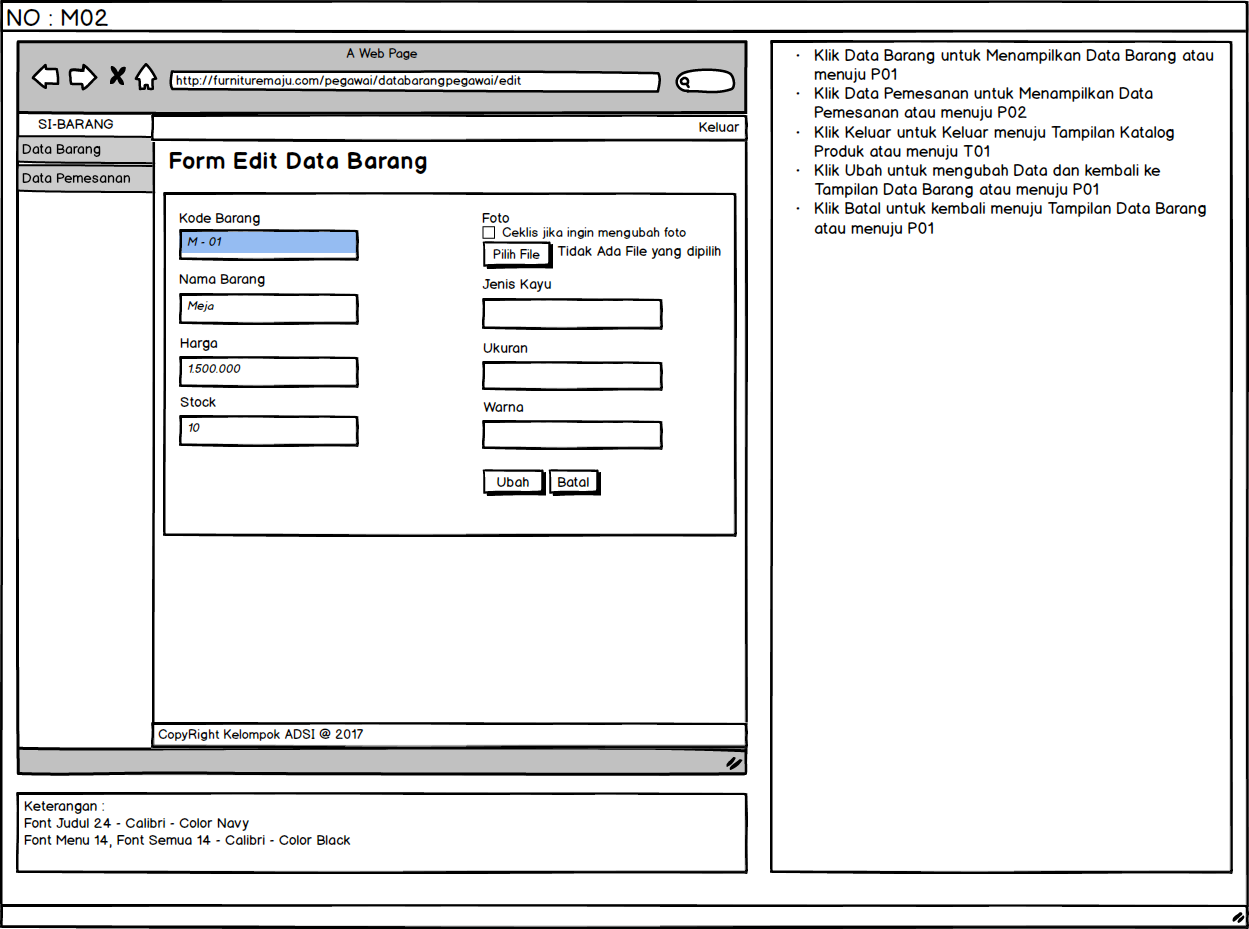 NO : M02
A Web Page
http://furnituremaju.com/pegawai/databarangpegawai/edit
SI-BARANG
Keluar
Data Barang
Data Pemesanan
Form Edit Data Barang
Kode Barang
M - 01
Nama Barang
Meja
Harga
1.500.000
Stock
10
Foto
Ceklis jika ingin mengubah foto
Pilih File
Tidak Ada File yang dipilih
Jenis Kayu
Ukuran
Warna
Ubah
Batal
CopyRight Kelompok ADSI @ 2017
Keterangan :
Font Judul 24 - Calibri - Color Navy
Font Menu 14, Font Semua 14 - Calibri - Color Black
· Klik Data Barang untuk Menampilkan Data Barang atau
menuju P01
· Klik Data Pemesanan untuk Menampilkan Data
Pemesanan atau menuju P02
· Klik Keluar untuk Keluar menuju Tampilan Katalog
Produk atau menuju T01
· Klik Ubah untuk mengubah Data dan kembali ke
Tampilan Data Barang atau menuju P01
· Klik Batal untuk kembali menuju Tampilan Data Barang
atau menuju P01